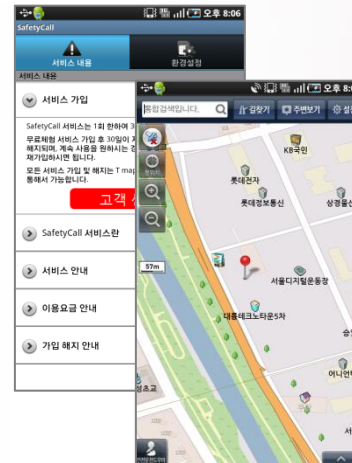 오후 8:06
SafetyCall
서비스 내용
환경설정
서비스 내용
서비스 가입
SafetyCall 서비스는 1회 한하여 3
무료체험 서비스 가입 후 30일이
해지되며, 계속 사용을 원하시는
재가입하시면 됩니다.
모든 서비스 가입 및 해지는 T map
통해서 가능합니다.
고객
SafetyCall 서비스란
서비스 안내
이용요금 안내
가입 해지 안내
오후 8:0
통합검색입니다.
길찾기
주변보기
설
KB국민
롯데전자
롯데정보통신
상경물산
57m
서울디지털운동장
대륭테크노타운5차
승
어니언
성초교
서